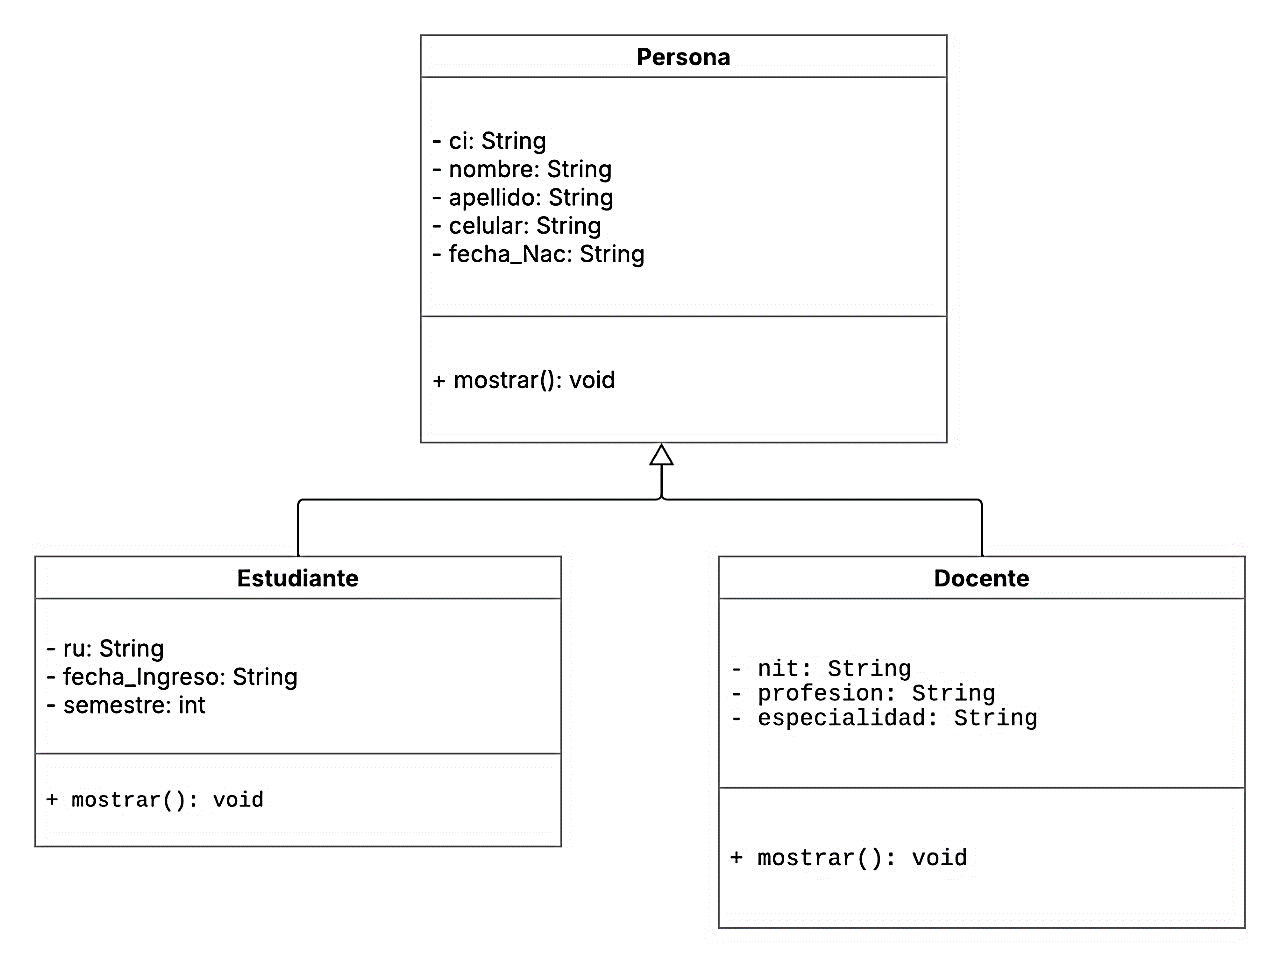 Persona
- ci: String
- nombre: String
- apellido: String
- celular: String
- fecha_Nac: String
+ mostrar(): void
Estudiante
- ru: String
- fecha_Ingreso: String
- semestre: int
+ mostrar(): void
Docente
- nit: String
- profesion: String
- especialidad: String
+ mostrar(): void